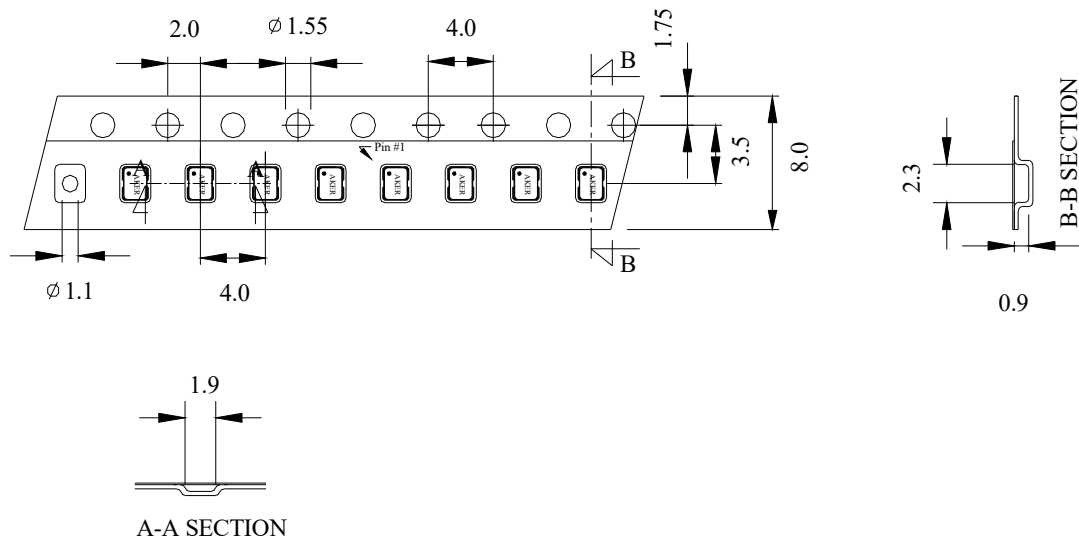 2.0
⌀ 1.55
4.0
1.75
B
Pin #1
A
A
AKER
AKER
AKER
AKER
AKER
AKER
AKER
AKER
3.5
8.0
B
⌀ 1.1
4.0
2.3
B-B SECTION
0.9
1.9
A-A SECTION